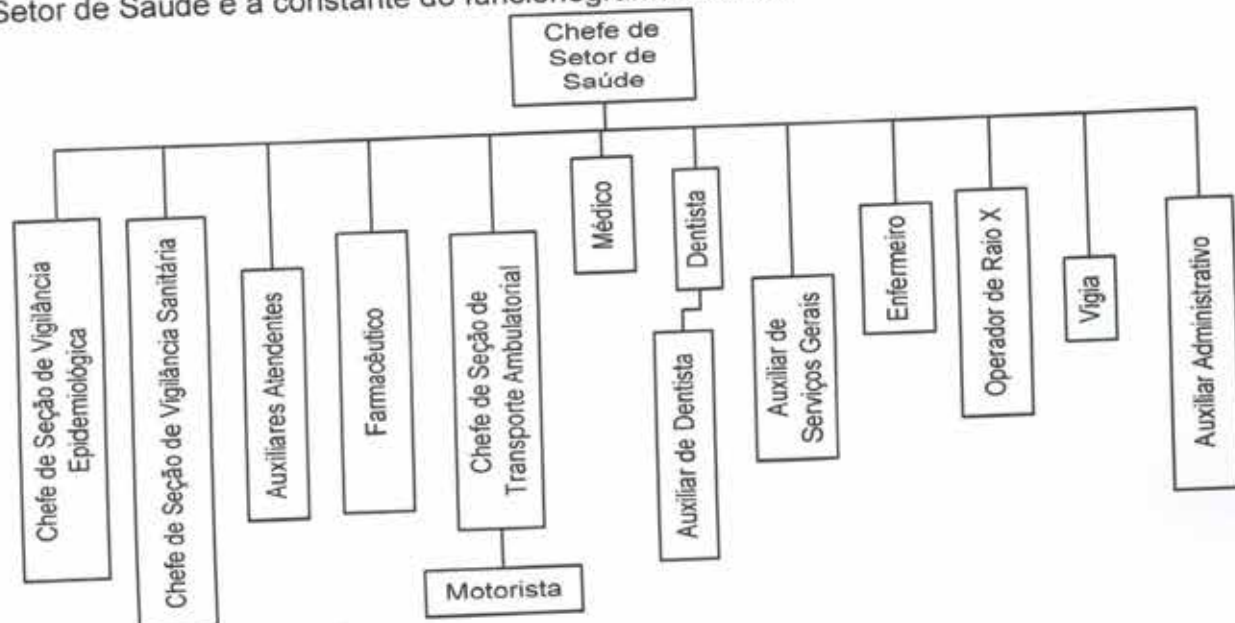 Setor de Saúde é a constante do
Chefe de
Setor de
Saúde
Chefe de Seção de Vigilância
Epidemiológica
Chefe de Seção de Vigilância Sanitária
Auxiliares Atendentes
Farmacêutico
Chefe de Seção de
Transporte Ambulatorial
Motorista
Médico
Dentista
Auxiliar de Dentista
Auxiliar de
Serviços Gerais
Enfermeiro
Operador de Raio X
Vigia
Auxiliar Administrativo